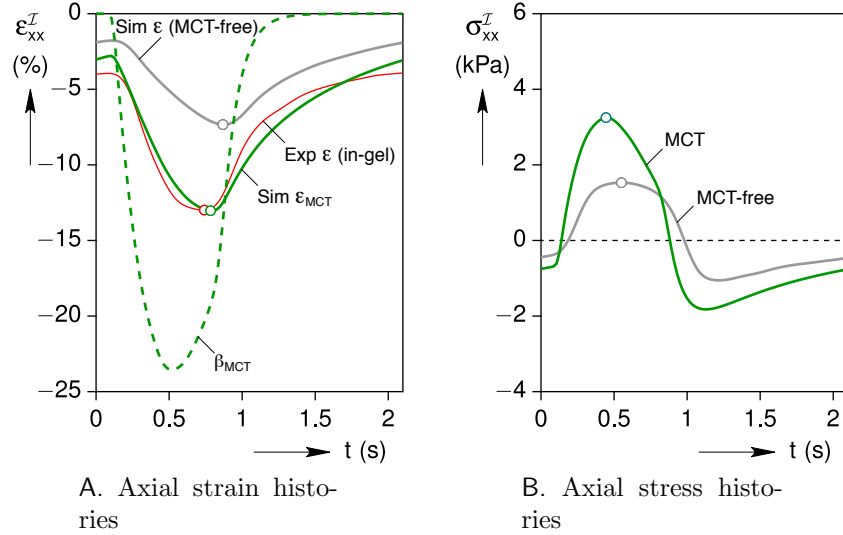 ε_xx^ℐ
(%)
0
−5
−10
−15
−20
−25
0
0.5
1
1.5
2
t (s)
Sim ε (MCT-free)
Exp ε (in-gel)
Sim ε_MCT
β_MCT
A. Axial strain histo-
ries
σ_xx^ℐ
(kPa)
6
4
2
0
−2
−4
0
0.5
1
1.5
2
t (s)
MCT
MCT-free
B. Axial stress histo-
ries